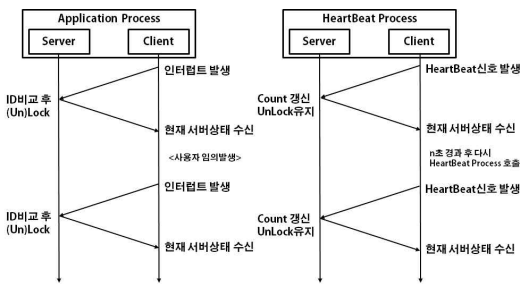 Application Process
Server
Client
인터럽트 발생
ID비교 후
(Un)Lock
현재 서버상태 수신
<사용자 임의발생>
인터럽트 발생
ID비교 후
(Un)Lock
현재 서버상태 수신
HeartBeat Process
Server
Client
HeartBeat신호 발생
Count 갱신
UnLock유지
현재 서버상태 수신
n초 경과 후 다시
HeartBeat Process 호출
HeartBeat신호 발생
Count 갱신
UnLock유지
현재 서버상태 수신